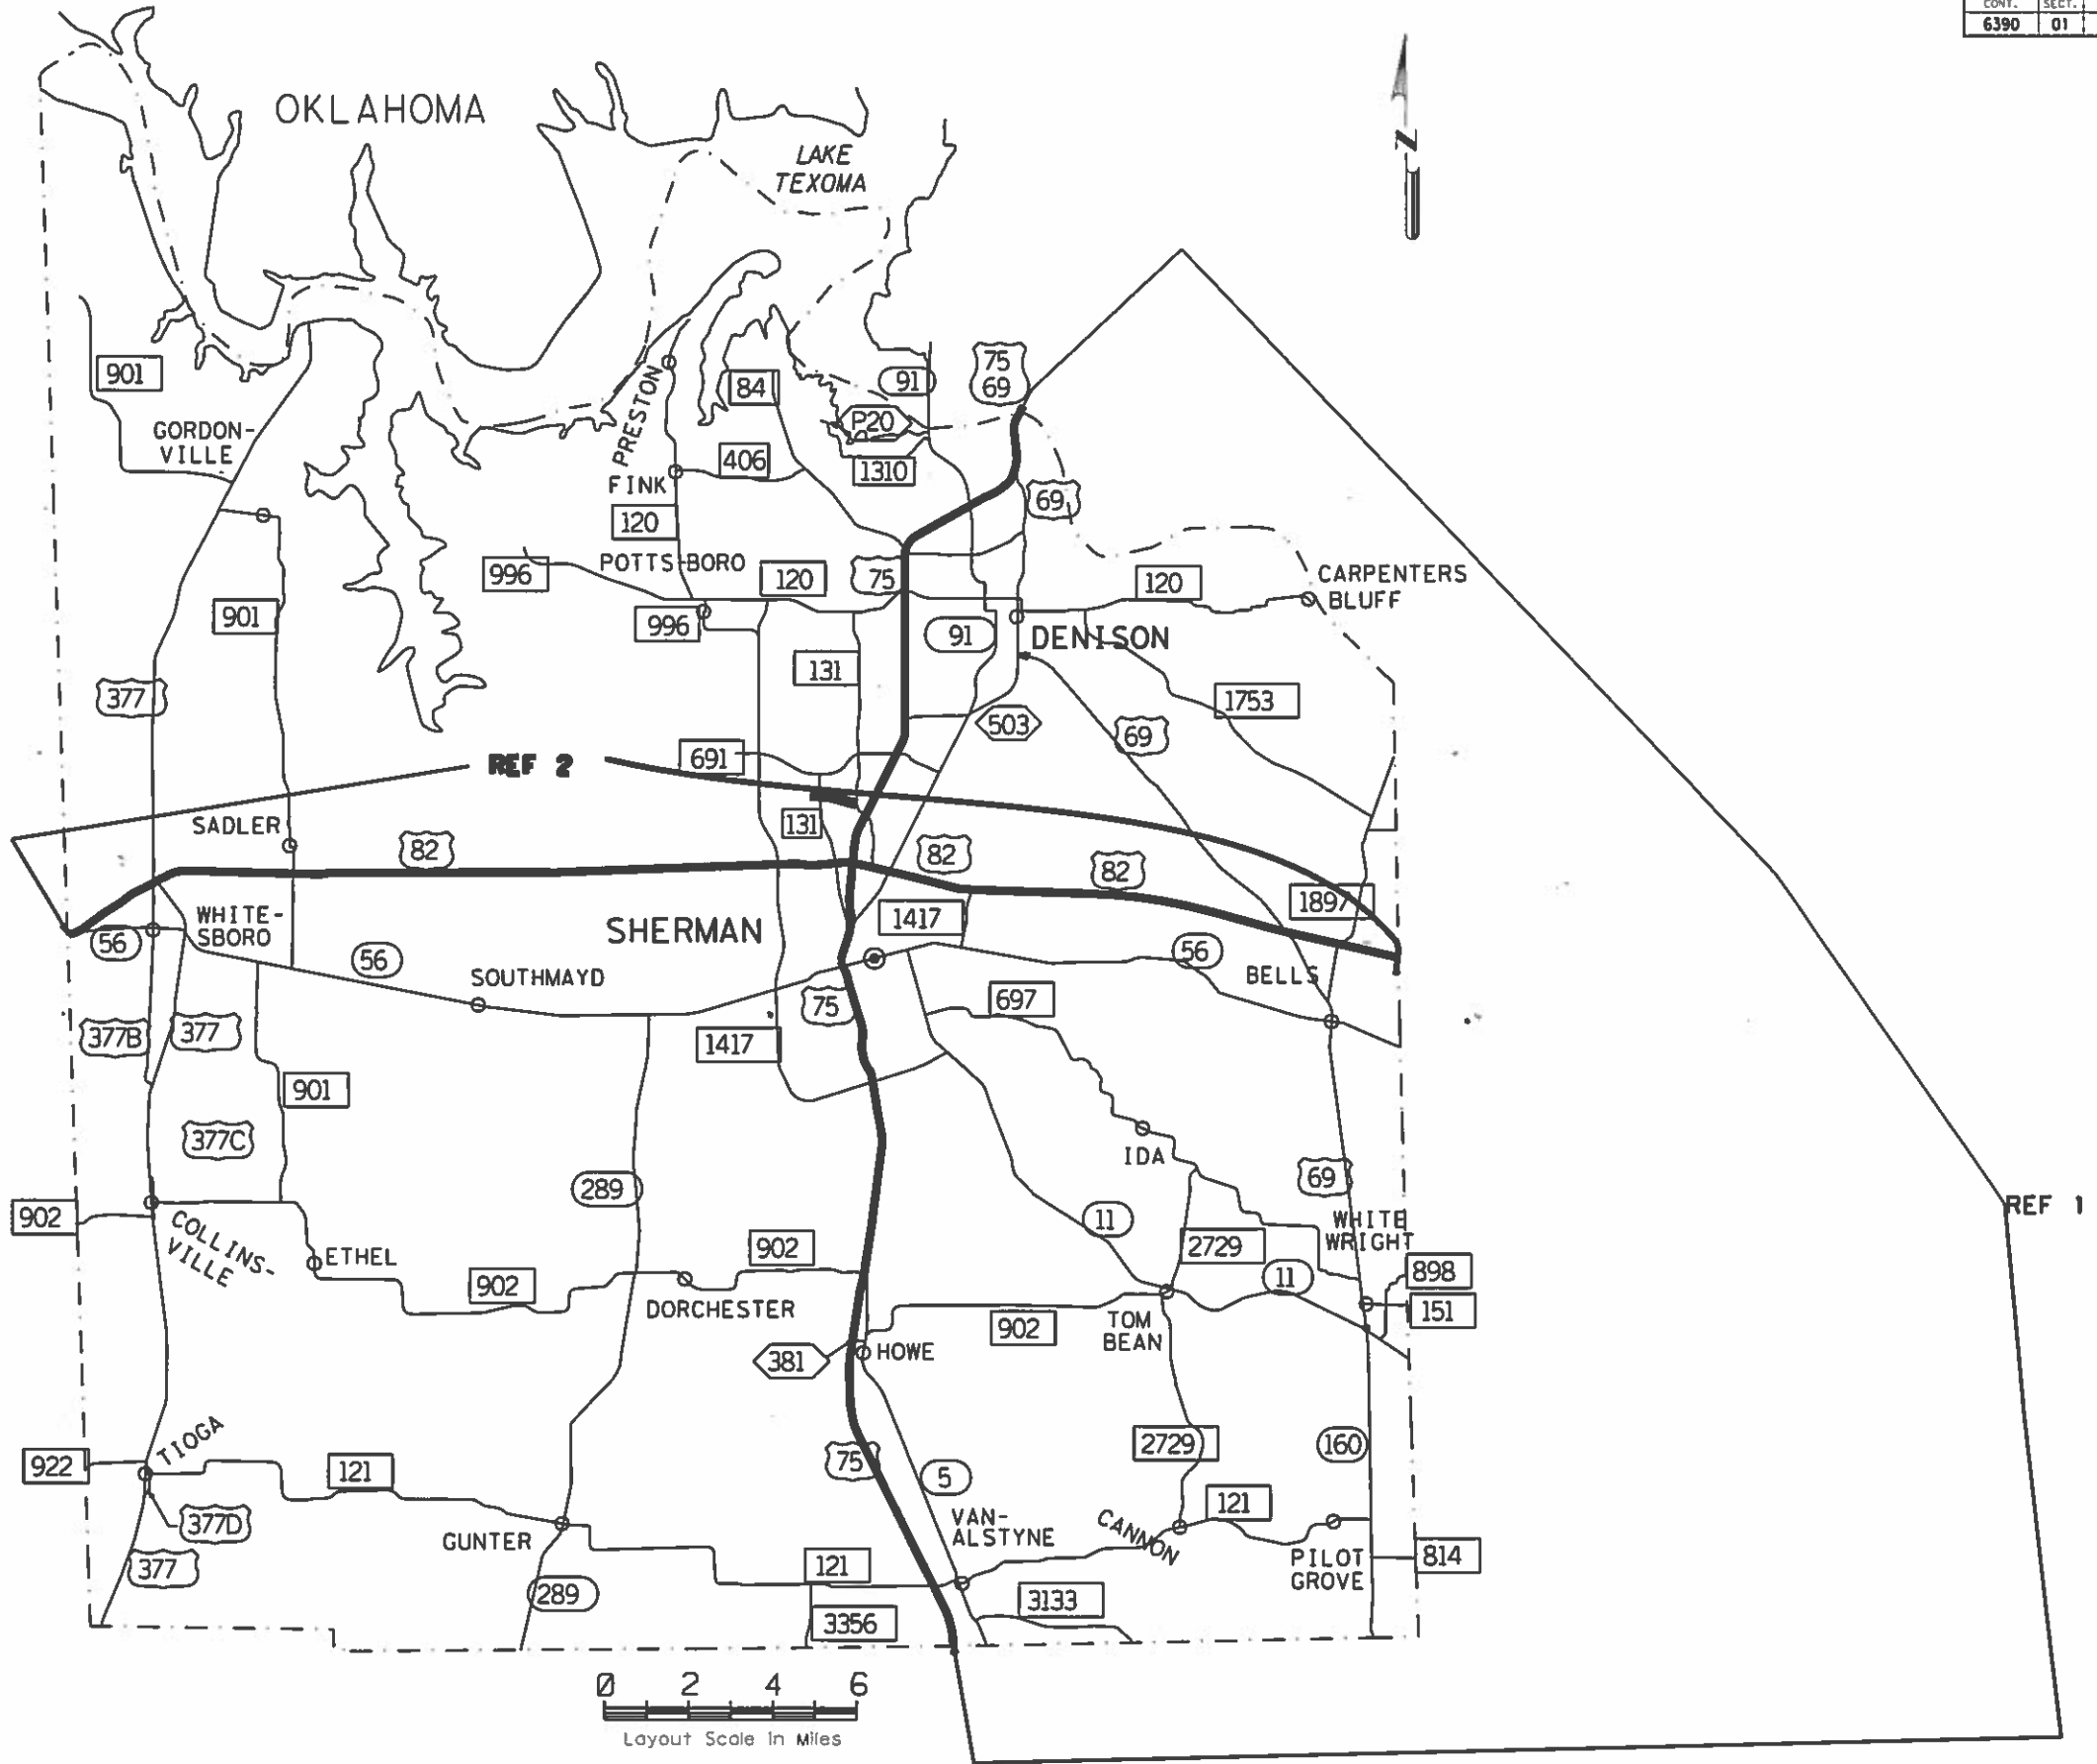 CONT. SECT.
6390 01
OKLAHOMA
N
LAKE
TEXOMA
901
75
69
84
91
PRESTON
P20
GORDON-
VILLE
406
1310
FINK
69
120
POTTS-BORO
996
120
75
120
CARPENTERS
BLUFF
901
996
91
DENISON
131
377
1753
503
69
691
REF 2
SADLER
131
82
82
82
1897
WHITE-
SBORO
SHERMAN
1417
56
56
56
SOUTHMAYD
BELLS
75
697
377B
377
1417
901
377C
IDA
69
289
902
11
WHITE
WRIGHT
REF 1
COLLINS-
VILLE
ETHEL
902
2729
902
11
898
DORCHESTER
151
902
TOM
BEAN
HOWE
381
TIOGA
2729
160
922
121
75
5
121
377D
VAN-
ALSTYNE
CANNON
GUNTER
377
121
PILOT
GROVE
814
289
3133
3356
0 2 4 6
Layout Scale in Miles